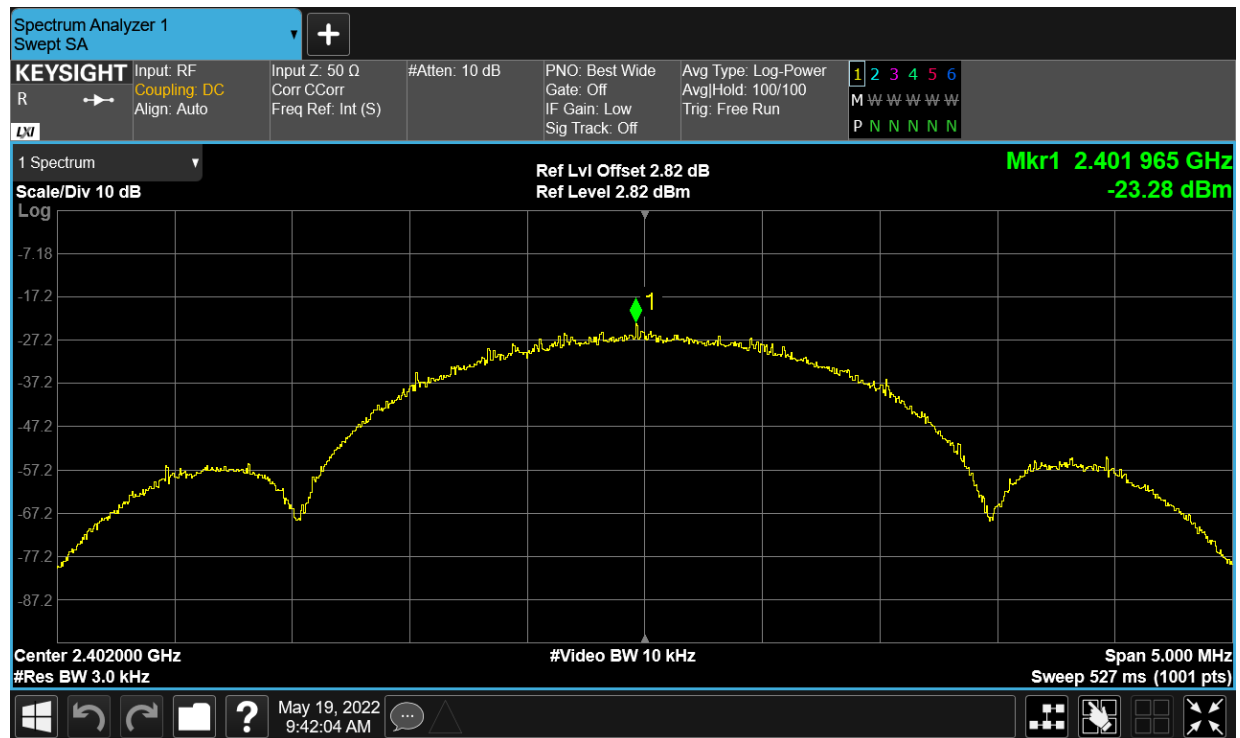 Spectrum Analyzer 1
Swept SA
KEYSIGHT
R
LXI
Input: RF
Coupling: DC
Align: Auto
Input Z: 50 Ω
Corr CCorr
Freq Ref: Int (S)
#Atten: 10 dB
PNO: Best Wide
Gate: Off
IF Gain: Low
Sig Track: Off
Avg Type: Log-Power
Avg|Hold: 100/100
Trig: Free Run
1 2 3 4 5 6
M W W W W W
P N N N N N
1 Spectrum
Scale/Div 10 dB
Ref Lvl Offset 2.82 dB
Ref Level 2.82 dBm
Mkr1 2.401 965 GHz
-23.28 dBm
Log
-7.18
-17.2
-27.2
-37.2
-47.2
-57.2
-67.2
-77.2
-87.2
1
Center 2.402000 GHz
#Res BW 3.0 kHz
#Video BW 10 kHz
Span 5.000 MHz
Sweep 527 ms (1001 pts)
?
May 19, 2022
9:42:04 AM